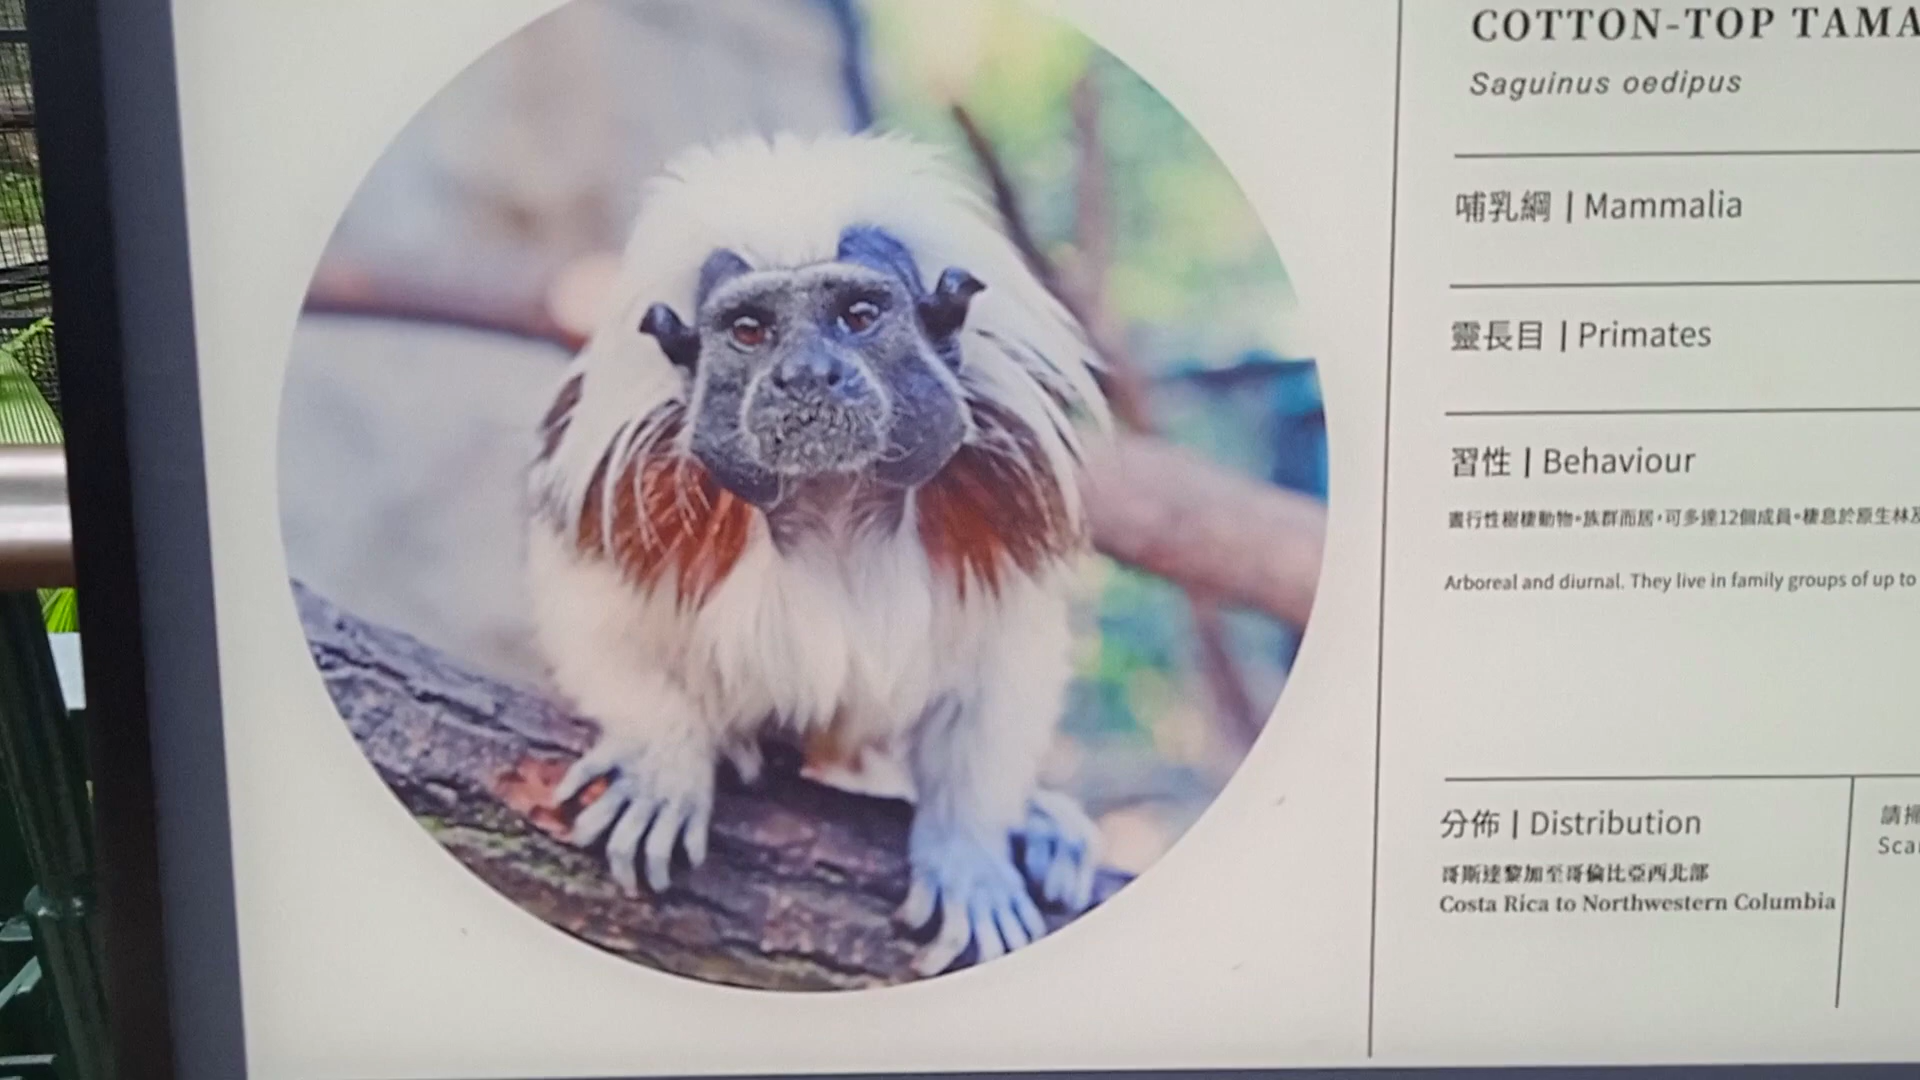 COTTON-TOP TAMA
Saguinus oedipus
哺乳綱 | Mammalia
靈長目 | Primates
習性 | Behaviour
晝行性樹棲動物。族群而居,可多達12個成員。棲息於原生林及
Arboreal and diurnal. They live in family groups of up to
分佈 | Distribution
哥斯達黎加至哥倫比亞西北部
Costa Rica to Northwestern Columbia
請掃
Scan